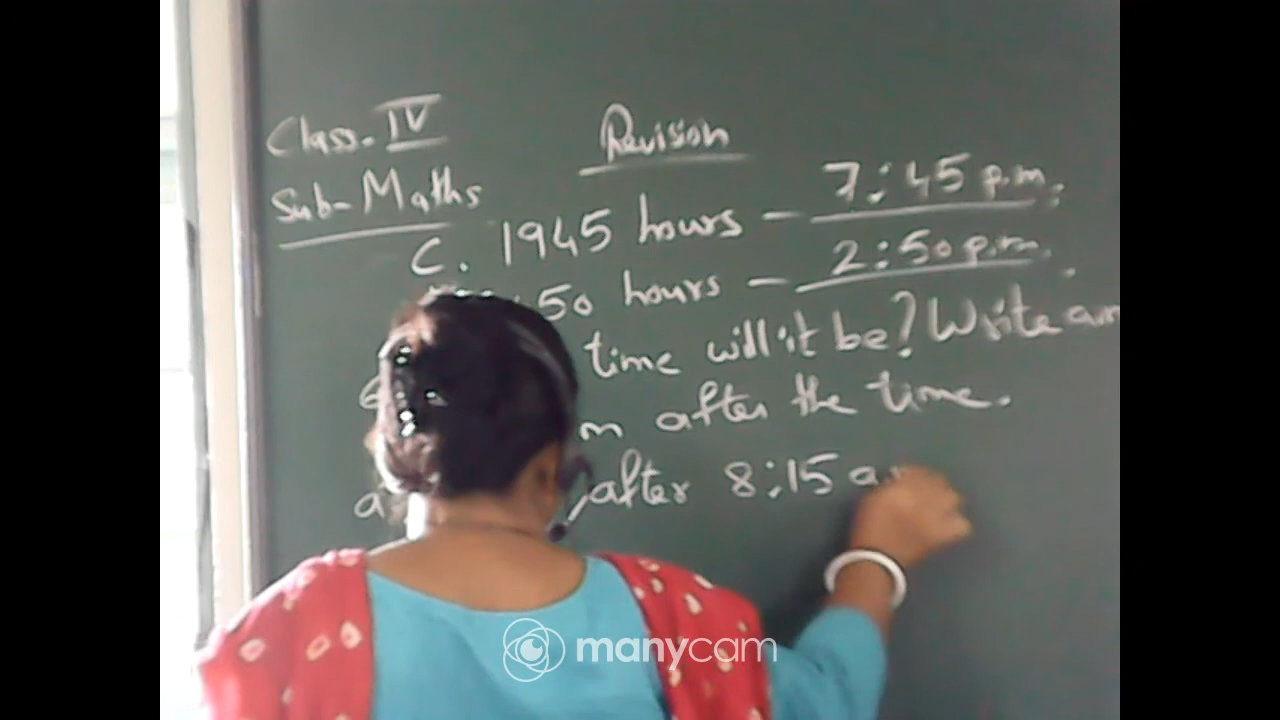 Class-IV
Revision
Sub-Maths
C. 1945 hours - 7:45 p.m.
50 hours - 2:50 p.m.
time will it be? Write am
m after the time.
a after 8:15 a
manycam